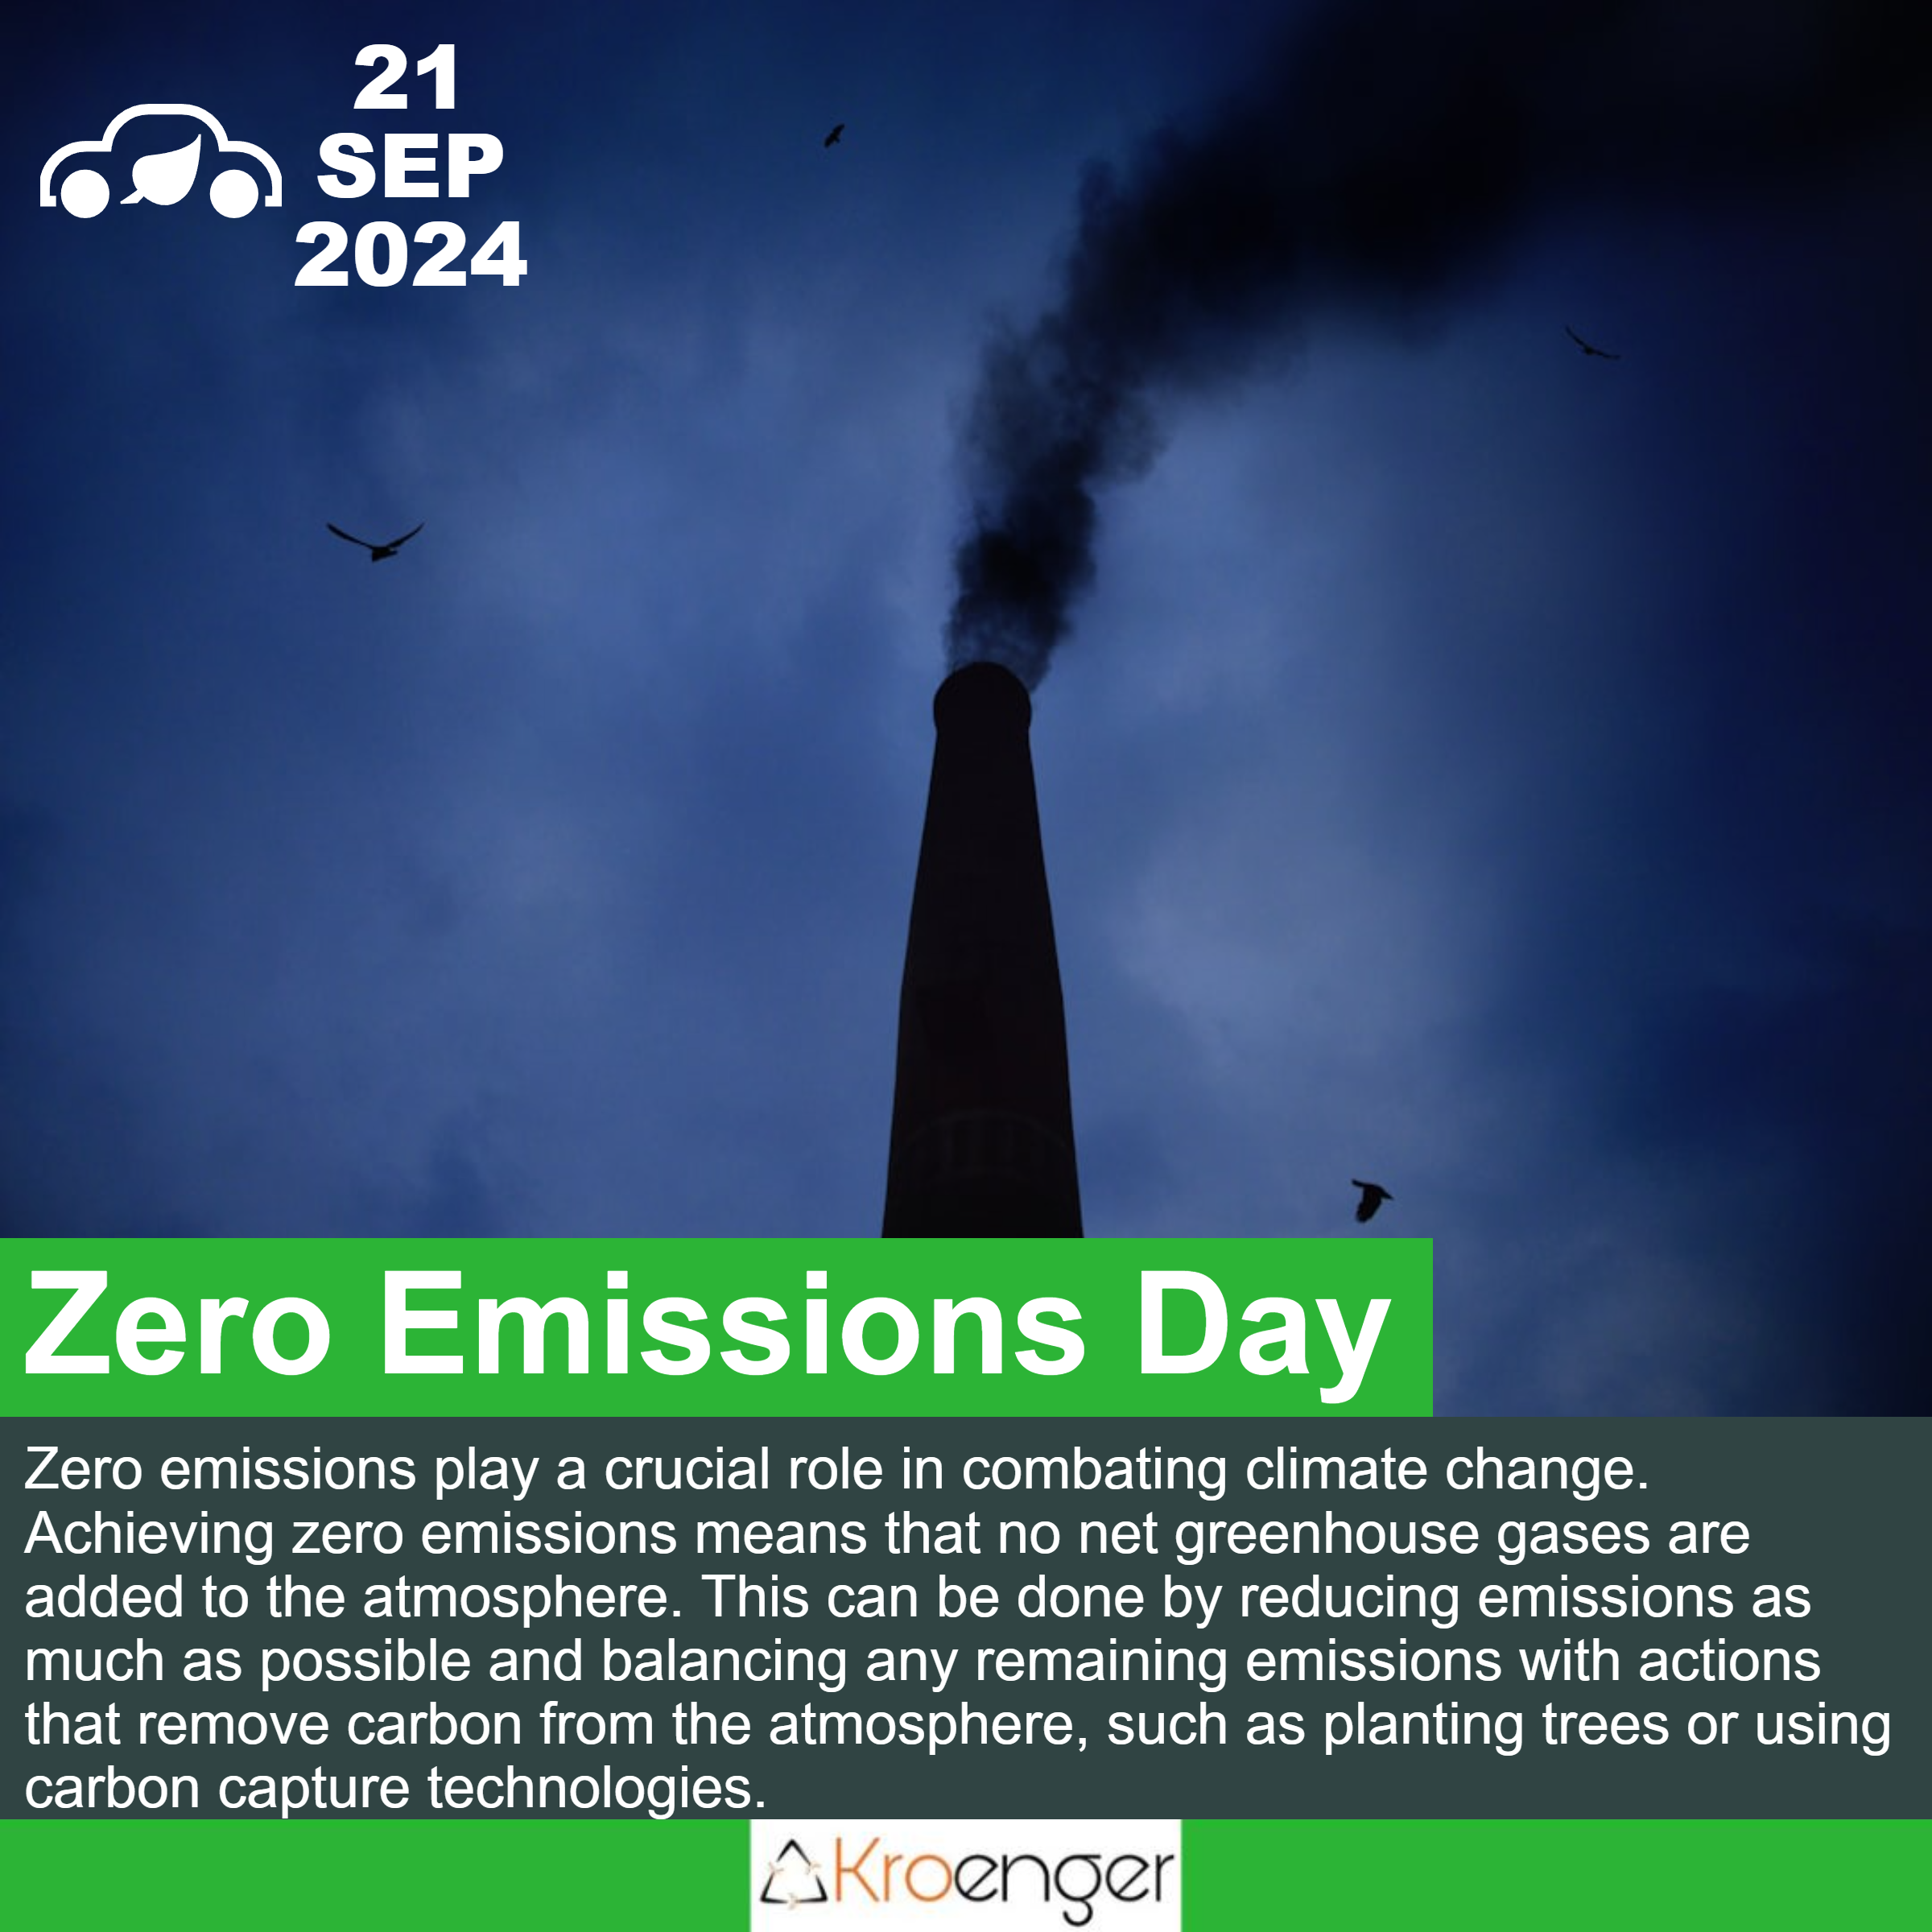 21
SEP
2024
Zero Emissions Day
Zero emissions play a crucial role in combating climate change.
Achieving zero emissions means that no net greenhouse gases are
added to the atmosphere. This can be done by reducing emissions as
much as possible and balancing any remaining emissions with actions
that remove carbon from the atmosphere, such as planting trees or using
carbon capture technologies.
Kroenger